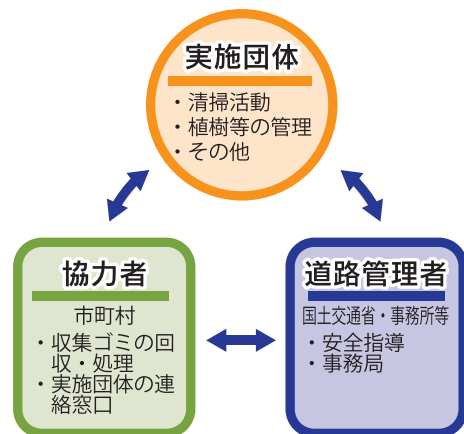 実施団体
・清掃活動
・植樹等の管理
・その他
協力者
市町村
・収集ゴミの回
収・処理
・実施団体の連
絡窓口
道路管理者
国土交通省・事務所等
・安全指導
・事務局